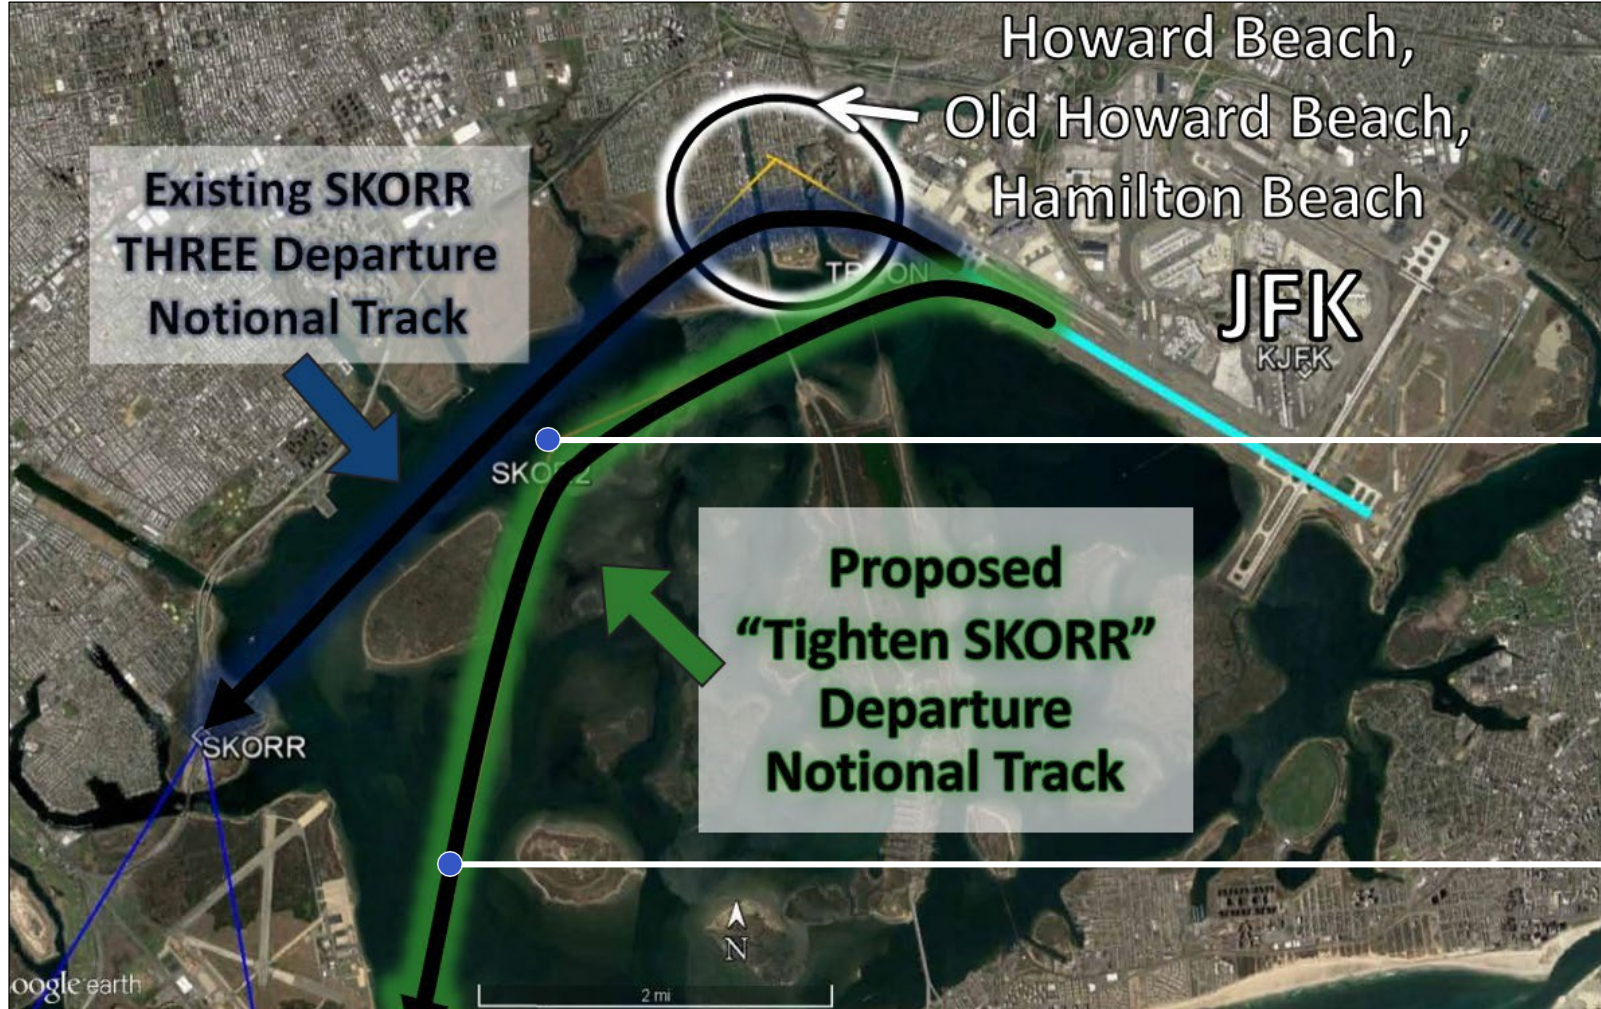 Howard Beach,
Old Howard Beach,
Hamilton Beach
Existing SKORR
THREE Departure
Notional Track
JFK
KJFK
Proposed
“Tighten SKORR”
Departure
Notional Track
SKORR
N
2 mi
oogle earth